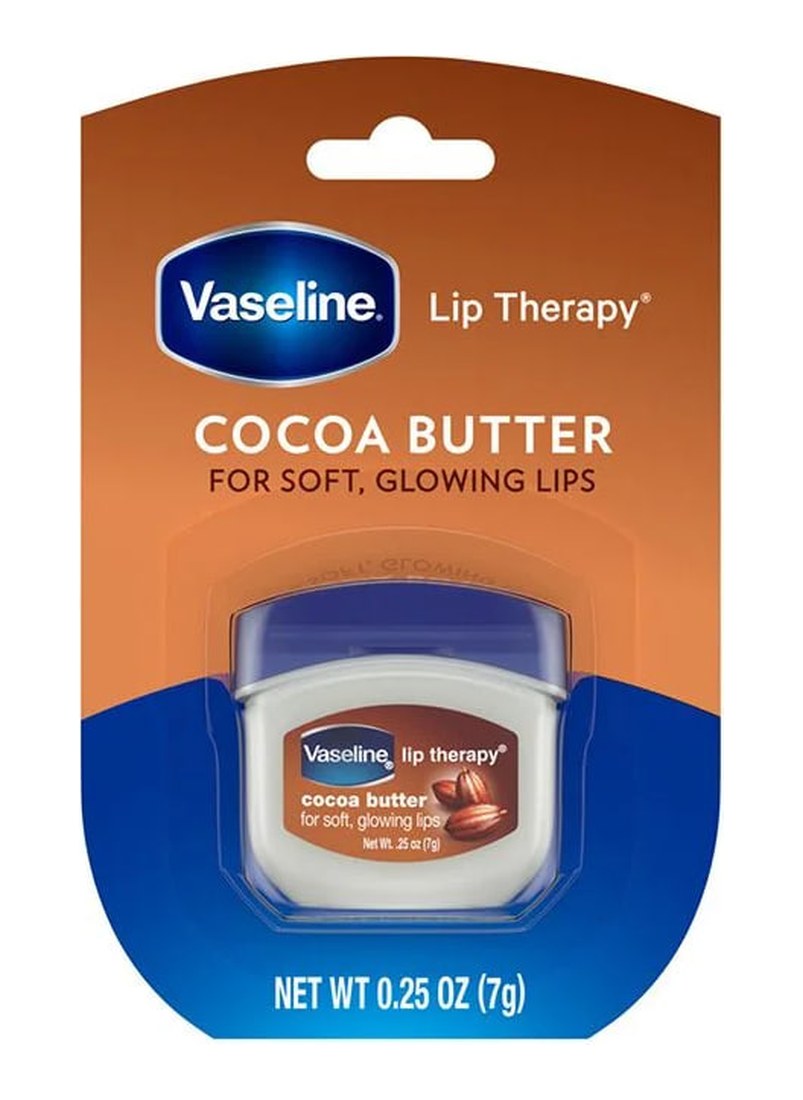 Vaseline® Lip Therapy®
COCOA BUTTER
FOR SOFT, GLOWING LIPS
Vaseline® lip therapy®
cocoa butter
for soft, glowing lips
Net Wt. .25 oz (7g)
NET WT 0.25 OZ (7g)